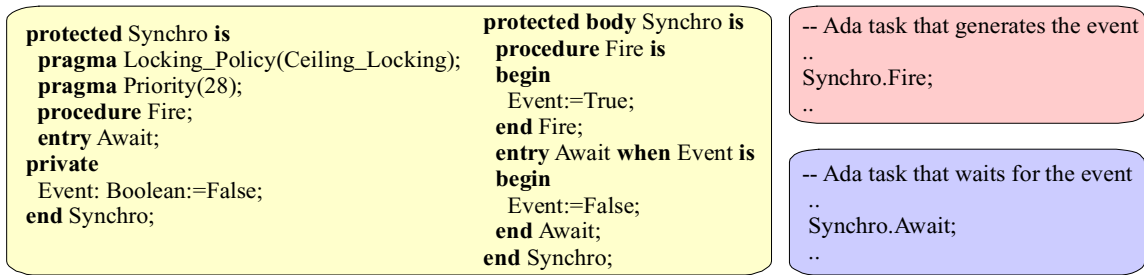 protected Synchro is
pragma Locking_Policy(Ceiling_Locking);
pragma Priority(28);
procedure Fire;
entry Await;
private
Event: Boolean:=False;
end Synchro;
protected body Synchro is
procedure Fire is
begin
Event:=True;
end Fire;
entry Await when Event is
begin
Event:=False;
end Await;
end Synchro;
-- Ada task that generates the event
..
Synchro.Fire;
..
-- Ada task that waits for the event
..
Synchro.Await;
..